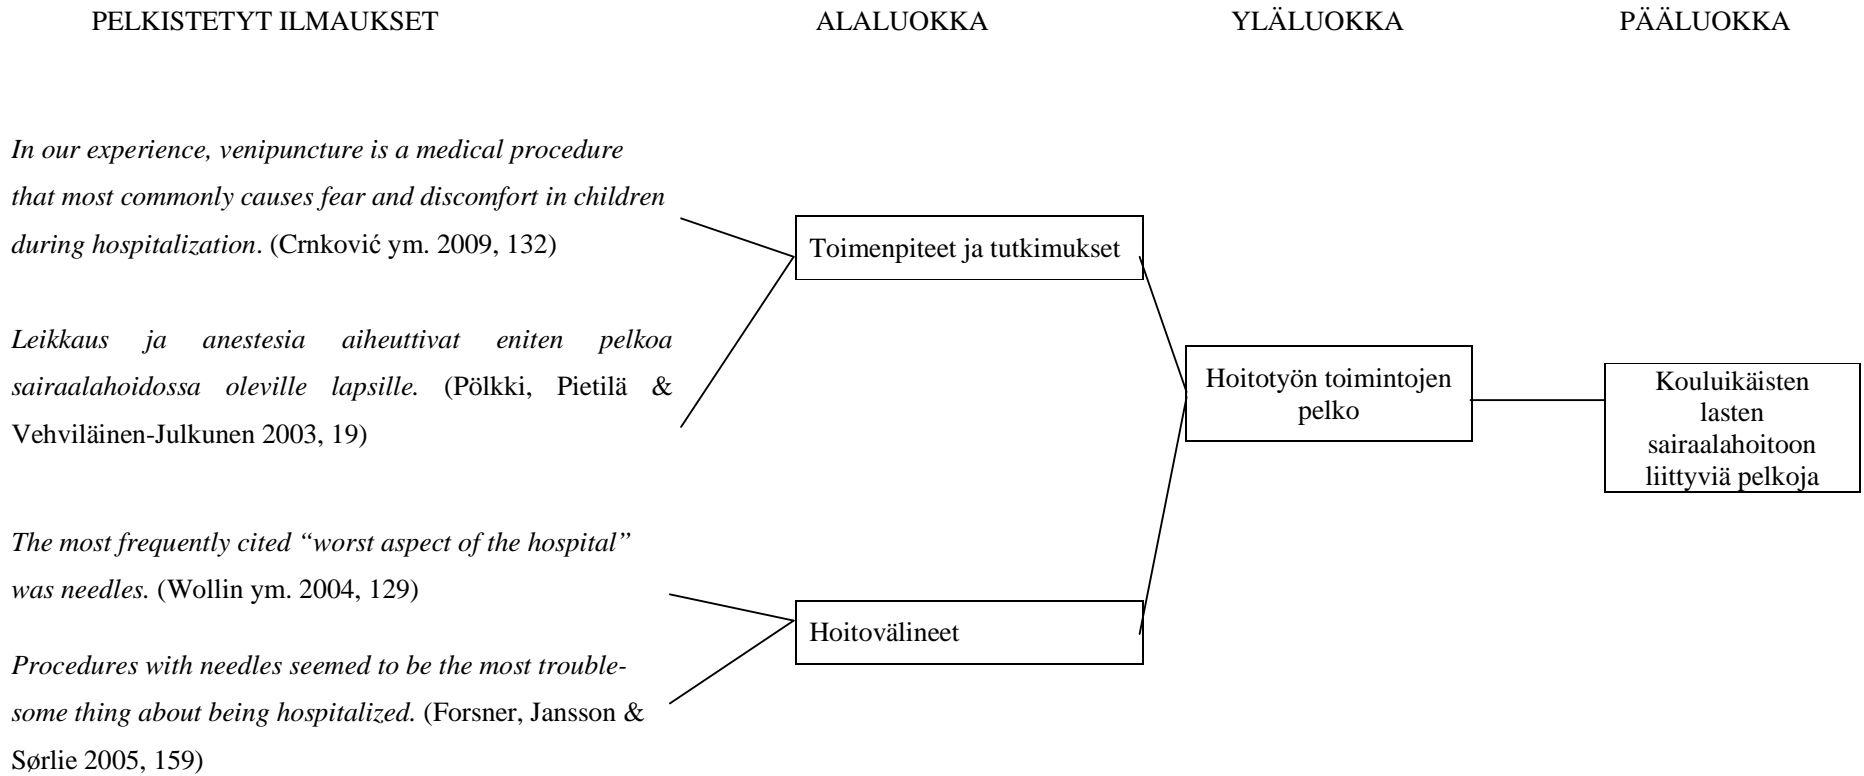 PELKISTETYT ILMAUKSET ALALUOKKA YLÄLUOKKA PÄÄLUOKKA
In our experience, venipuncture is a medical procedure
that most commonly causes fear and discomfort in children
during hospitalization. (Crnković ym. 2009, 132)
Leikkaus ja anestesia aiheuttivat eniten pelkoa
sairaalahoidossa oleville lapsille. (Pölkki, Pietilä &
Vehviläinen-Julkunen 2003, 19)
The most frequently cited “worst aspect of the hospital”
was needles. (Wollin ym. 2004, 129)
Procedures with needles seemed to be the most trouble-
some thing about being hospitalized. (Forsner, Jansson &
Sørlie 2005, 159)
Toimenpiteet ja tutkimukset
Hoitovälineet
Hoitotyön toimintojen
pelko
Kouluikäisten
lasten
sairaalahoitoon
liittyviä pelkoja